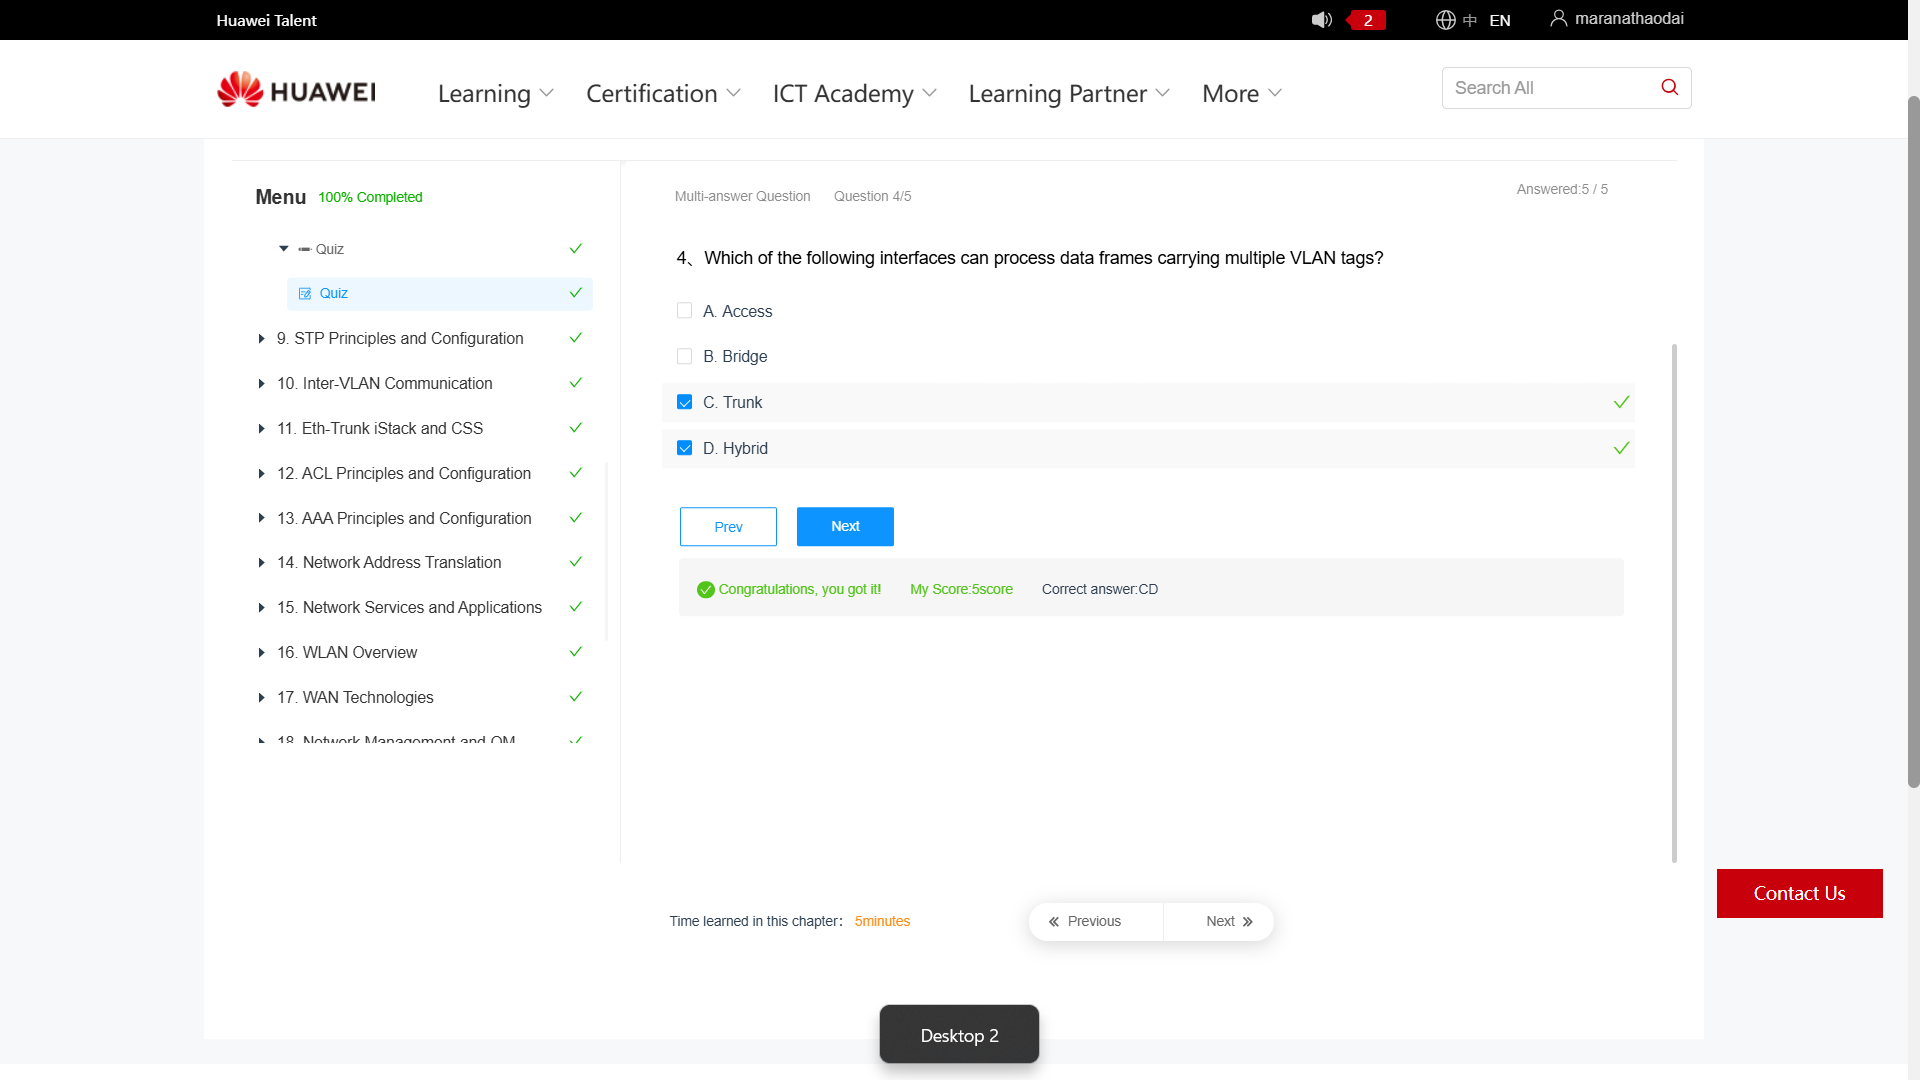 Huawei Talent
2
中 EN
maranathaodai
HUAWEI
Learning
Certification
ICT Academy
Learning Partner
More
Search All
Menu 100% Completed
Quiz
Quiz
9. STP Principles and Configuration
10. Inter-VLAN Communication
11. Eth-Trunk iStack and CSS
12. ACL Principles and Configuration
13. AAA Principles and Configuration
14. Network Address Translation
15. Network Services and Applications
16. WLAN Overview
17. WAN Technologies
18. Network Management and OM
Multi-answer Question Question 4/5
Answered:5 / 5
4、Which of the following interfaces can process data frames carrying multiple VLAN tags?
A. Access
B. Bridge
C. Trunk
D. Hybrid
Prev
Next
Congratulations, you got it! My Score:5score Correct answer:CD
Time learned in this chapter: 5minutes
« Previous
Next »
Contact Us
Desktop 2